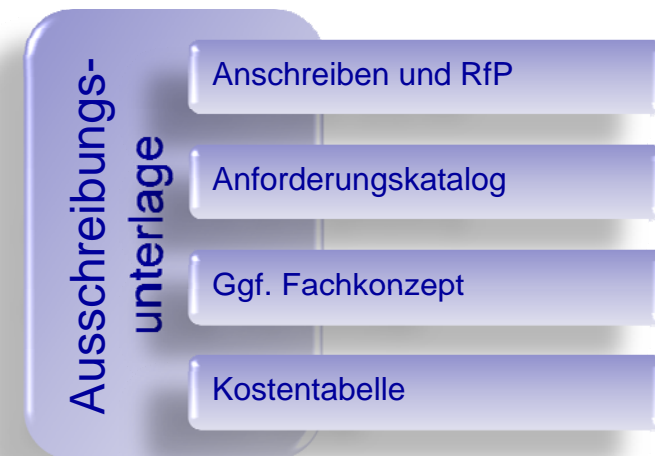 Ausschreibungs-
unterlage
Anschreiben und RfP
Anforderungskatalog
Ggf. Fachkonzept
Kostentabelle